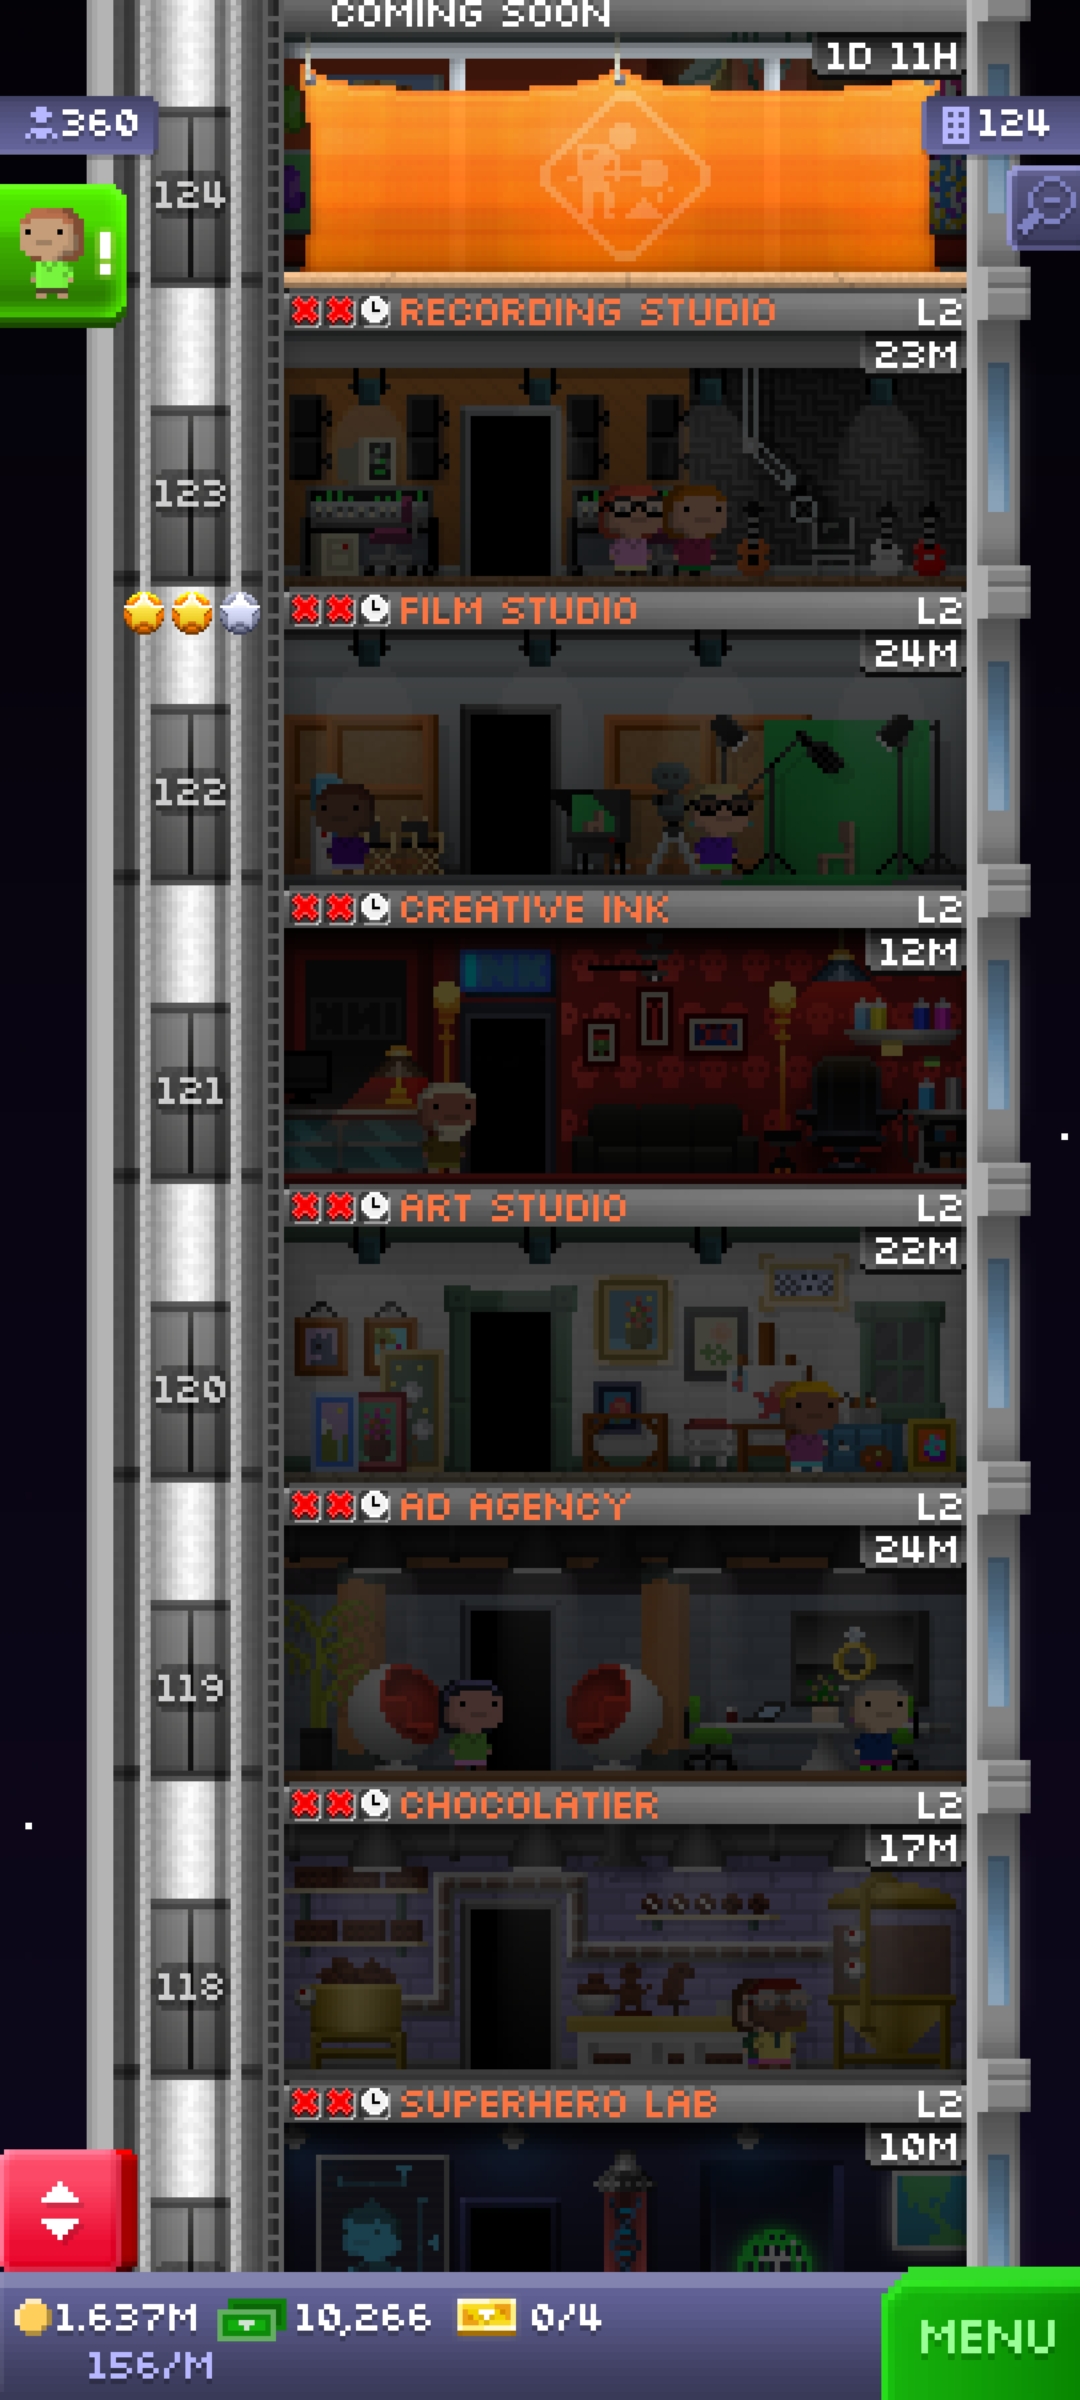 COMING SOON
1D 11H
360
124
124
!
RECORDING STUDIO L2
23M
123
FILM STUDIO L2
24M
122
CREATIVE INK L2
12M
INK
INK
121
ART STUDIO L2
22M
120
AD AGENCY L2
24M
119
CHOCOLATIER L2
17M
118
SUPERHERO LAB L2
10M
1.637M 10,266 0/4
156/M
MENU